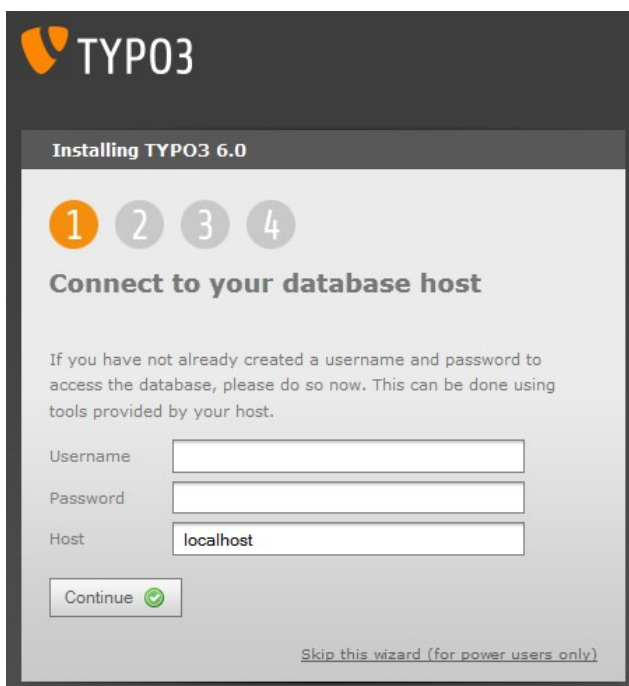 TYPO3
Installing TYPO3 6.0
1 2 3 4
Connect to your database host
If you have not already created a username and password to
access the database, please do so now. This can be done using
tools provided by your host.
Username
Password
Host localhost
Continue
Skip this wizard (for power users only)